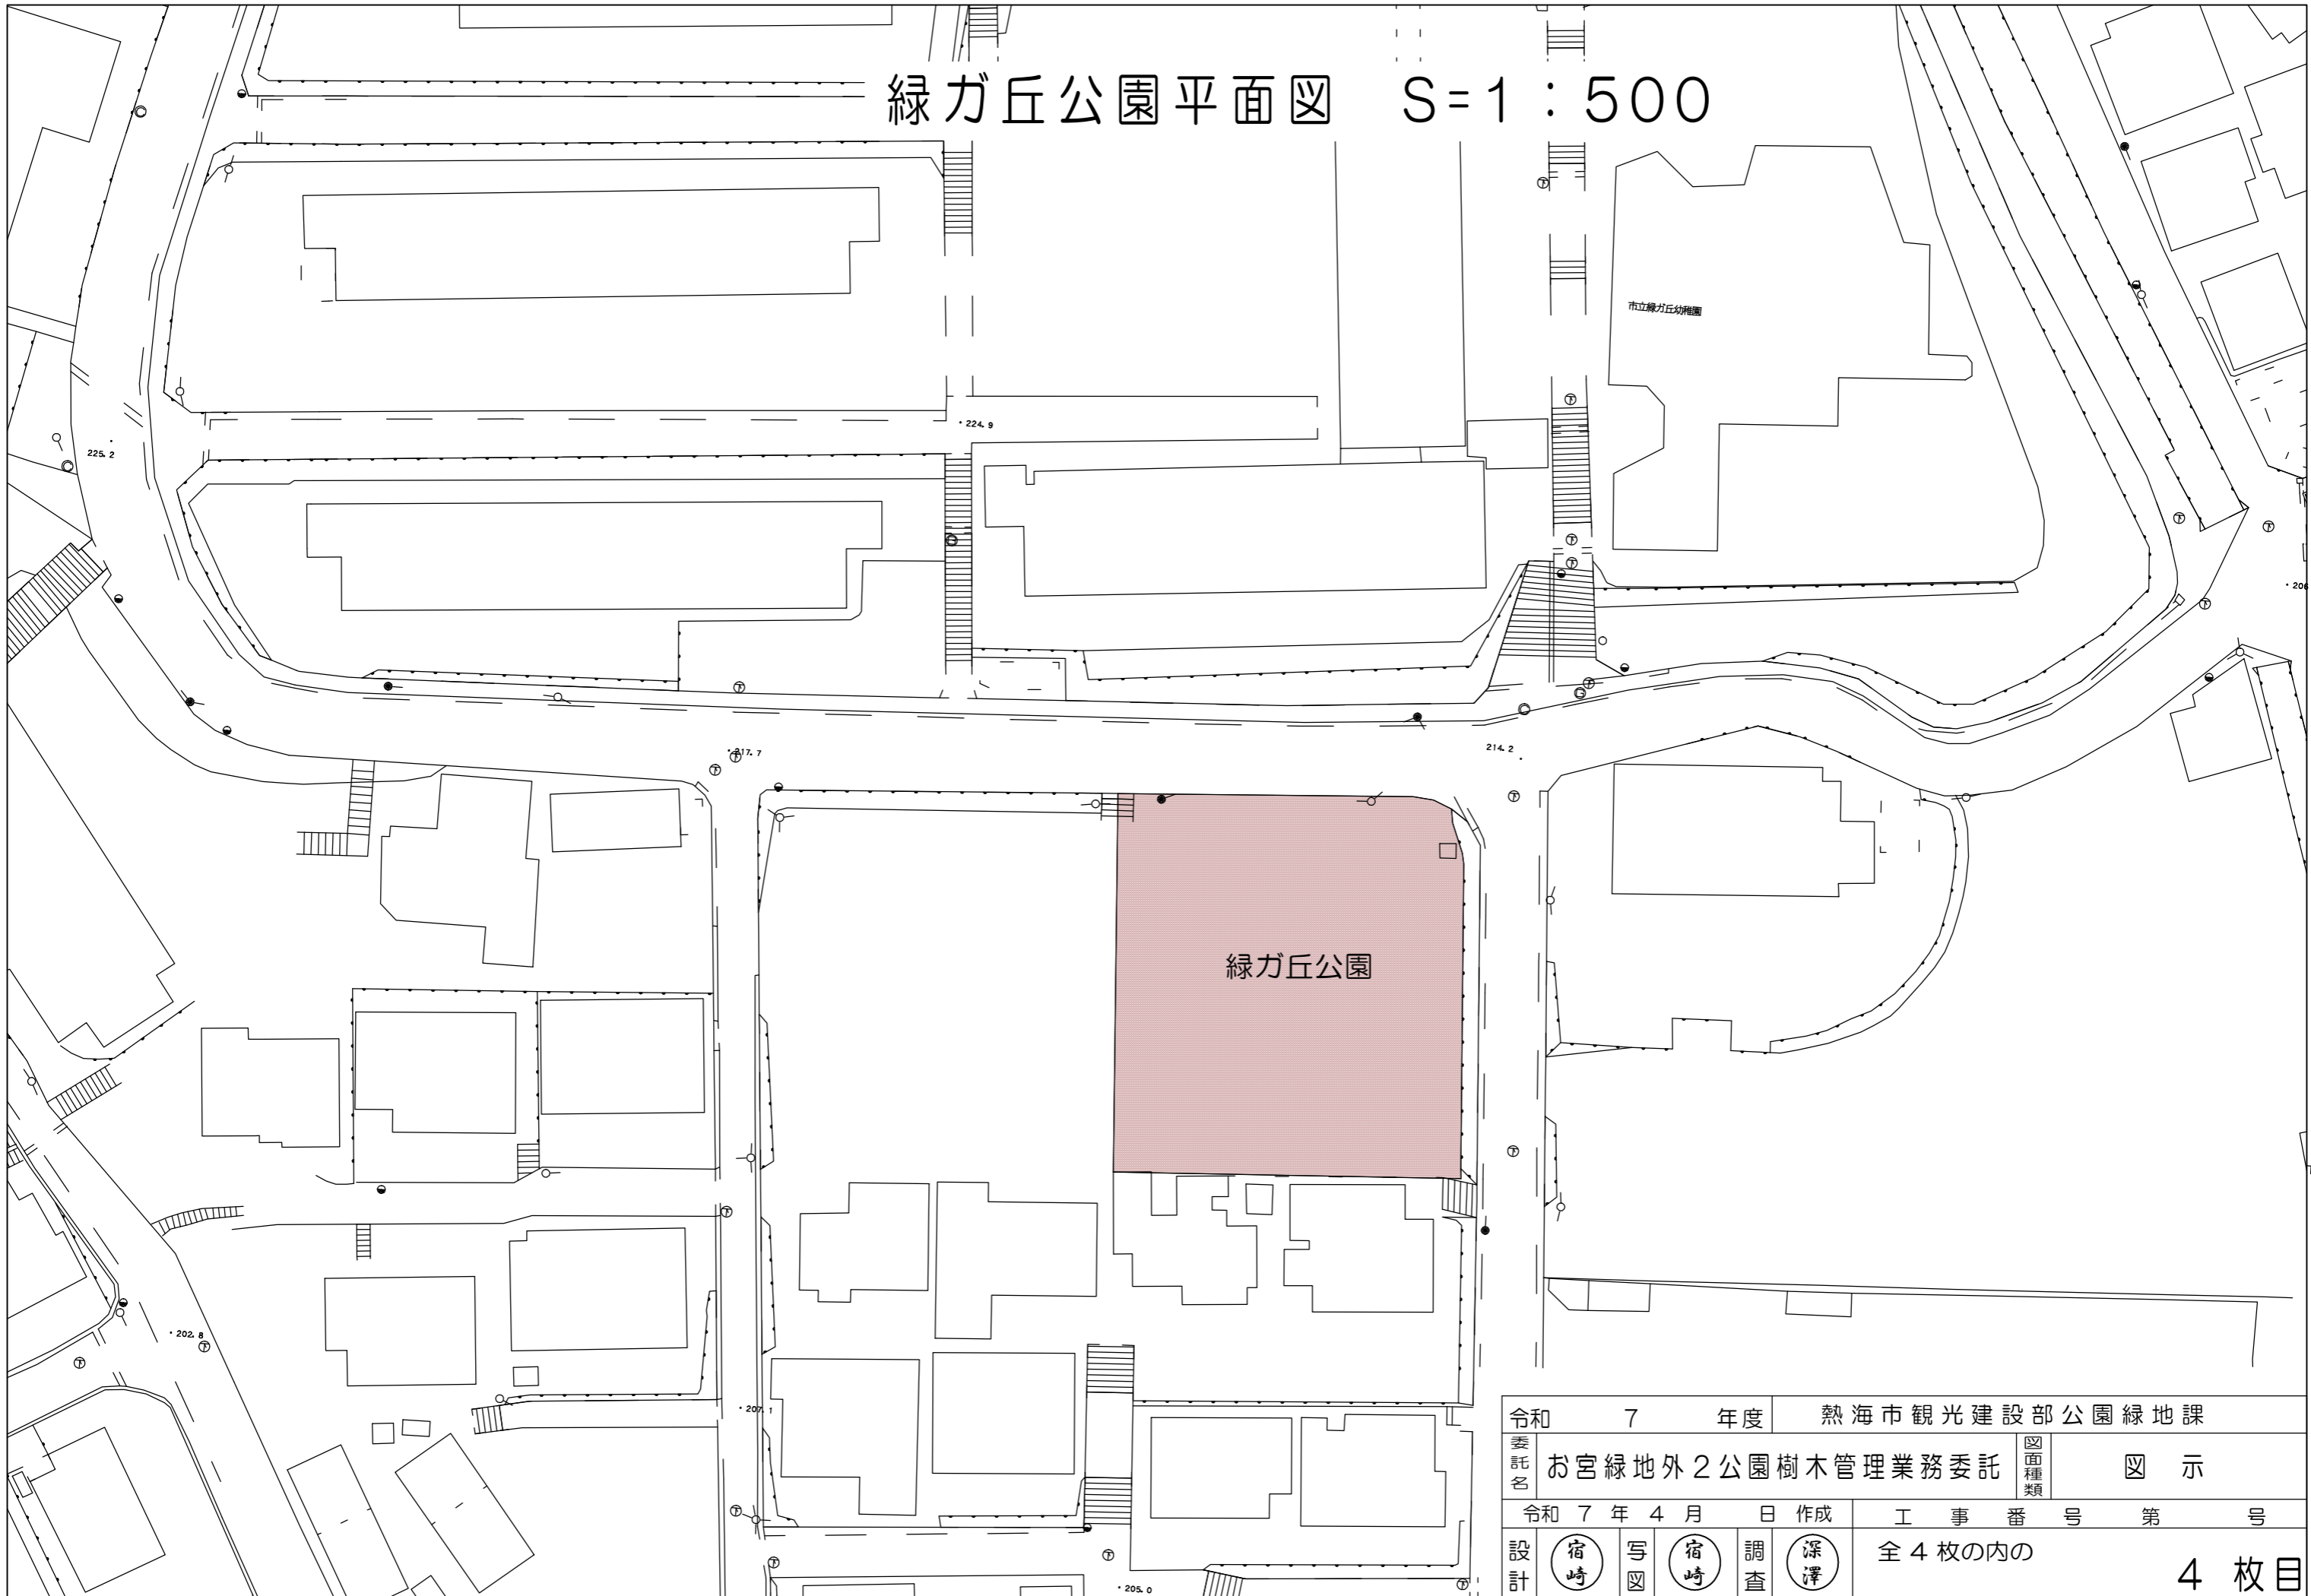 緑ガ丘公園平面図 S=1：500
市立緑ガ丘幼稚園
224.9
225.2
206
217.7
214.2
緑ガ丘公園
202.8
207.1
205.0
令和 7 年度 熱海市観光建設部公園緑地課
委託名 お宮緑地外2公園樹木管理業務委託 図面種類 図示
令和 7 年 4 月 日 作成 工事番号 第 号
設計 宿崎 写図 宿崎 調査 深澤 全 4 枚の内の 4 枚目